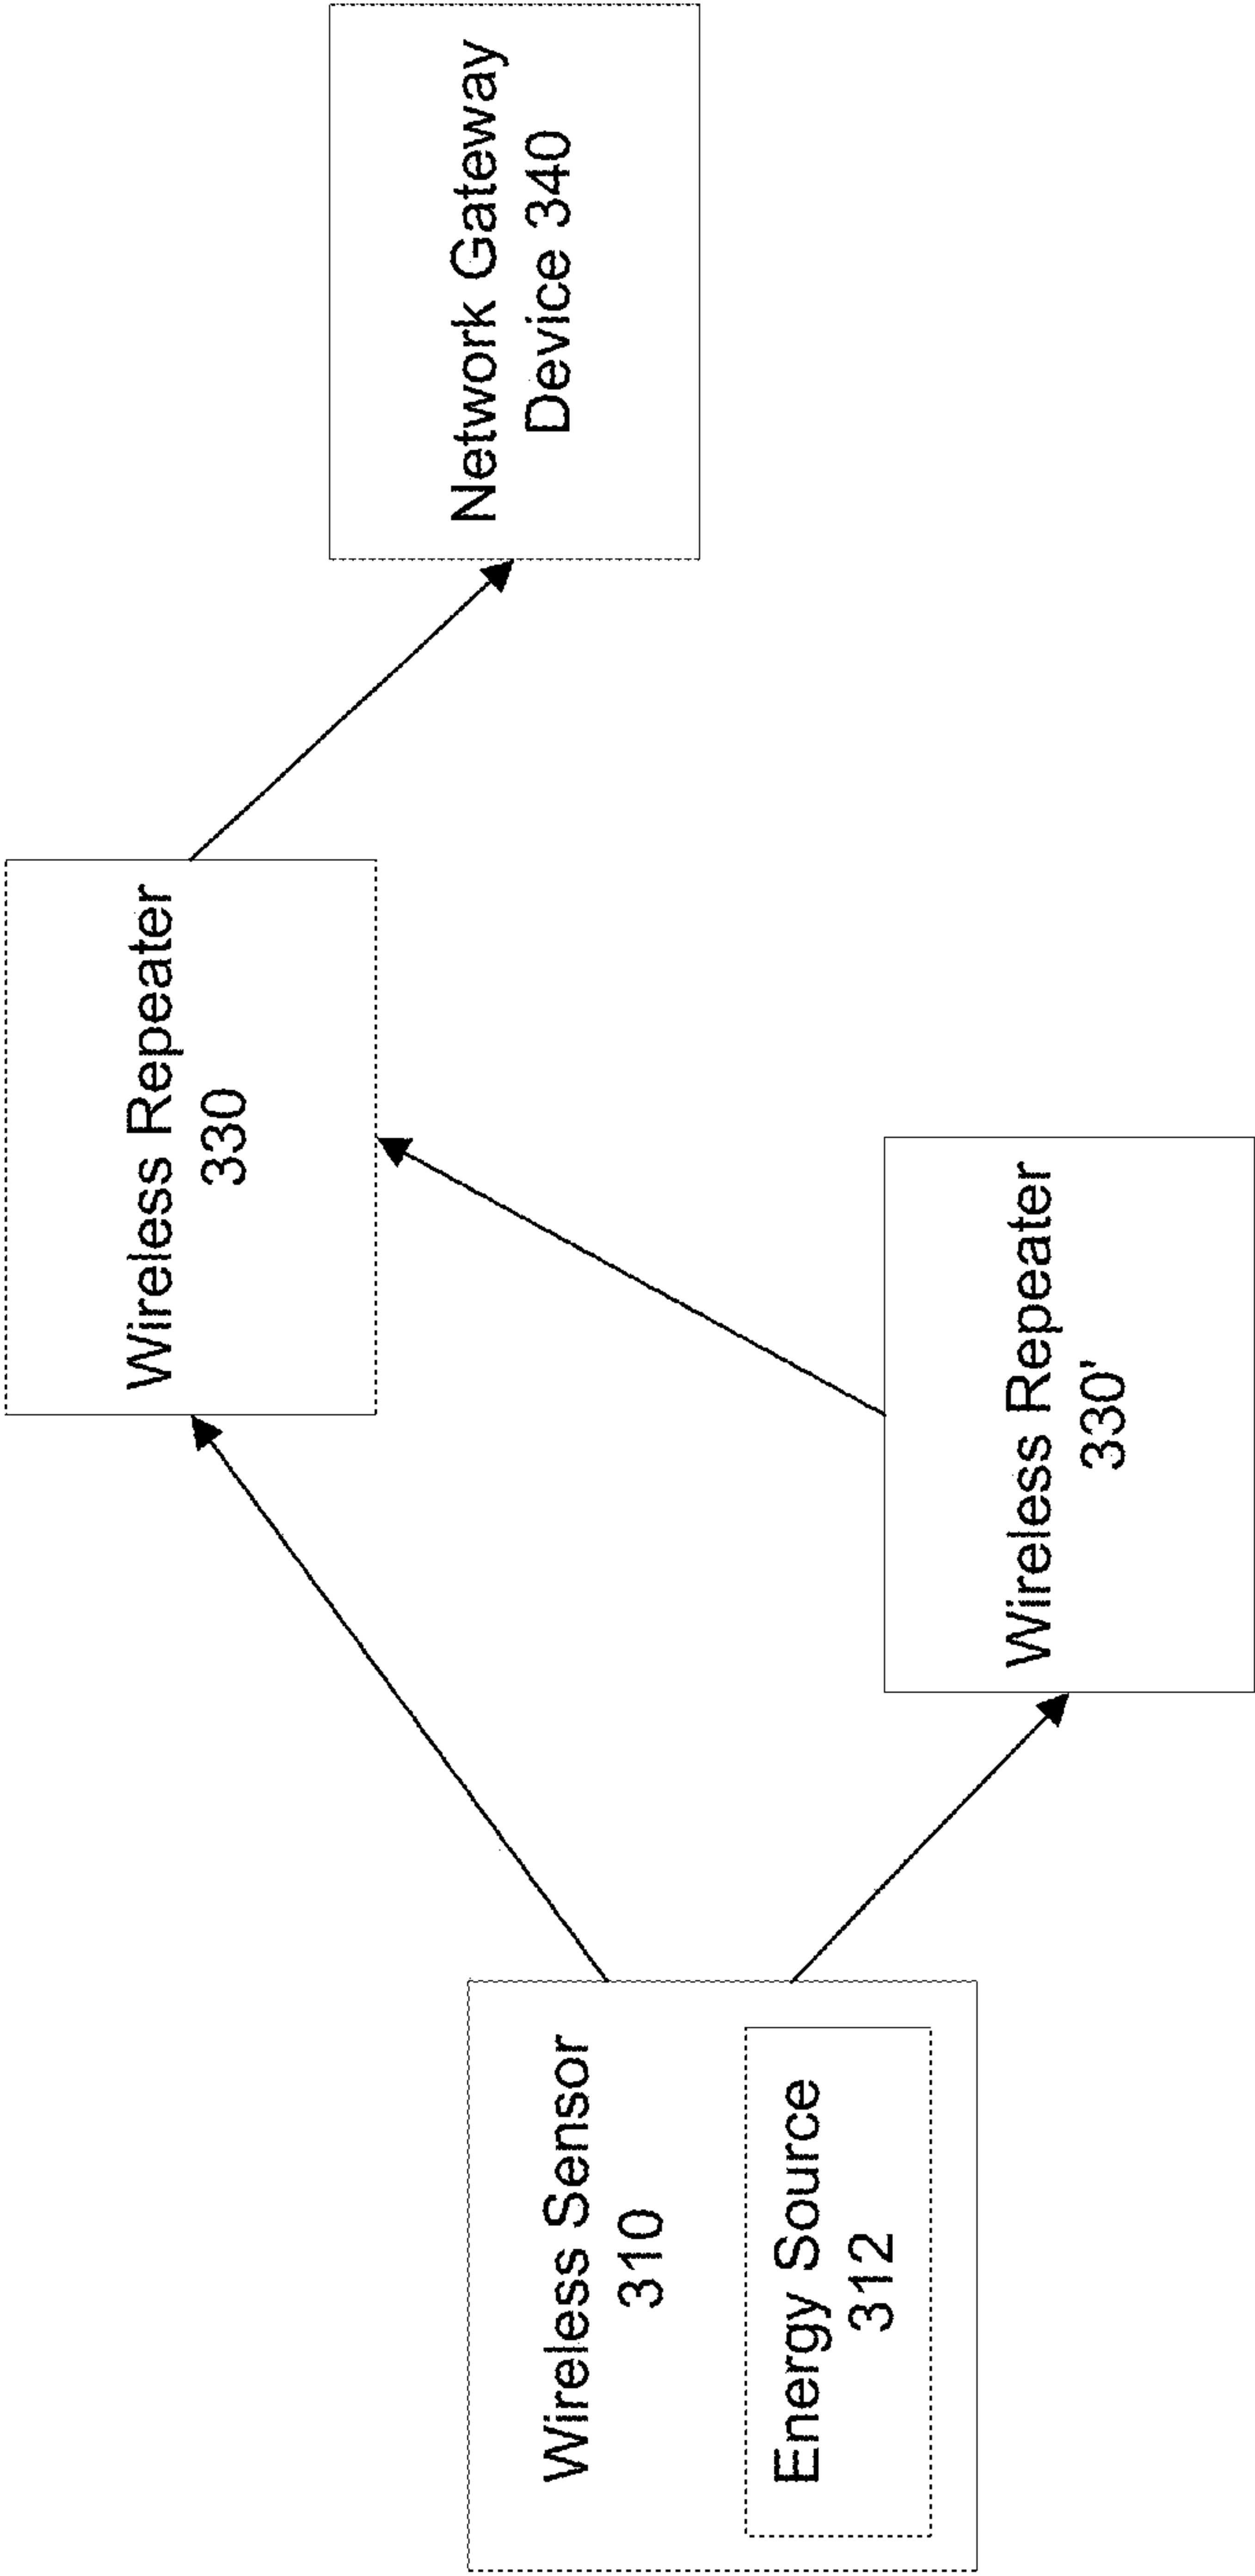 Wireless Sensor
310
Energy Source
312
Wireless Repeater
330
Wireless Repeater
330'
Network Gateway
Device 340